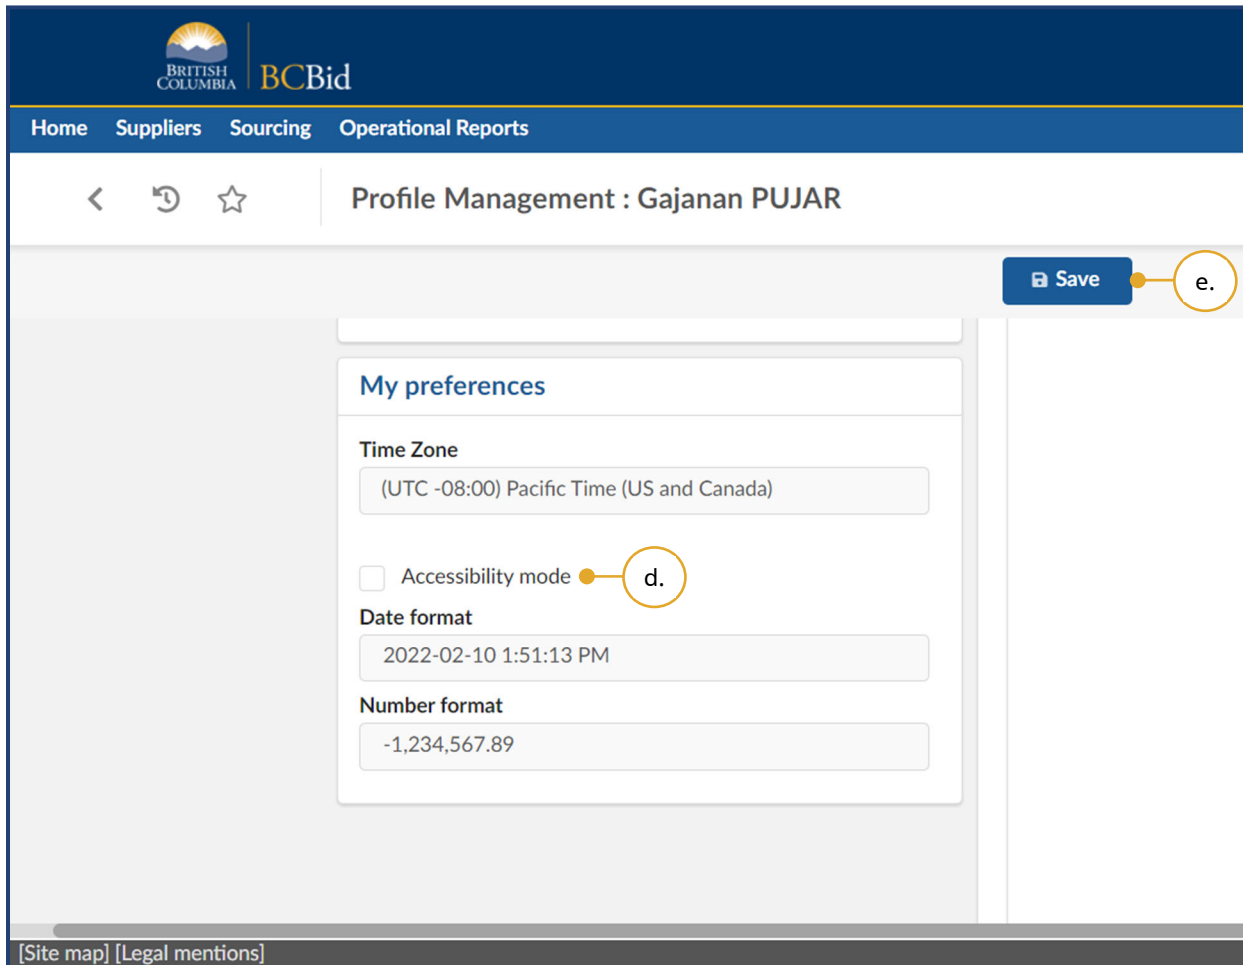 BRITISH
COLUMBIA
BCBid
Home Suppliers Sourcing Operational Reports
Profile Management : Gajanan PUJAR
Save
e.
My preferences
Time Zone
(UTC -08:00) Pacific Time (US and Canada)
Accessibility mode
d.
Date format
2022-02-10 1:51:13 PM
Number format
-1,234,567.89
[Site map] [Legal mentions]